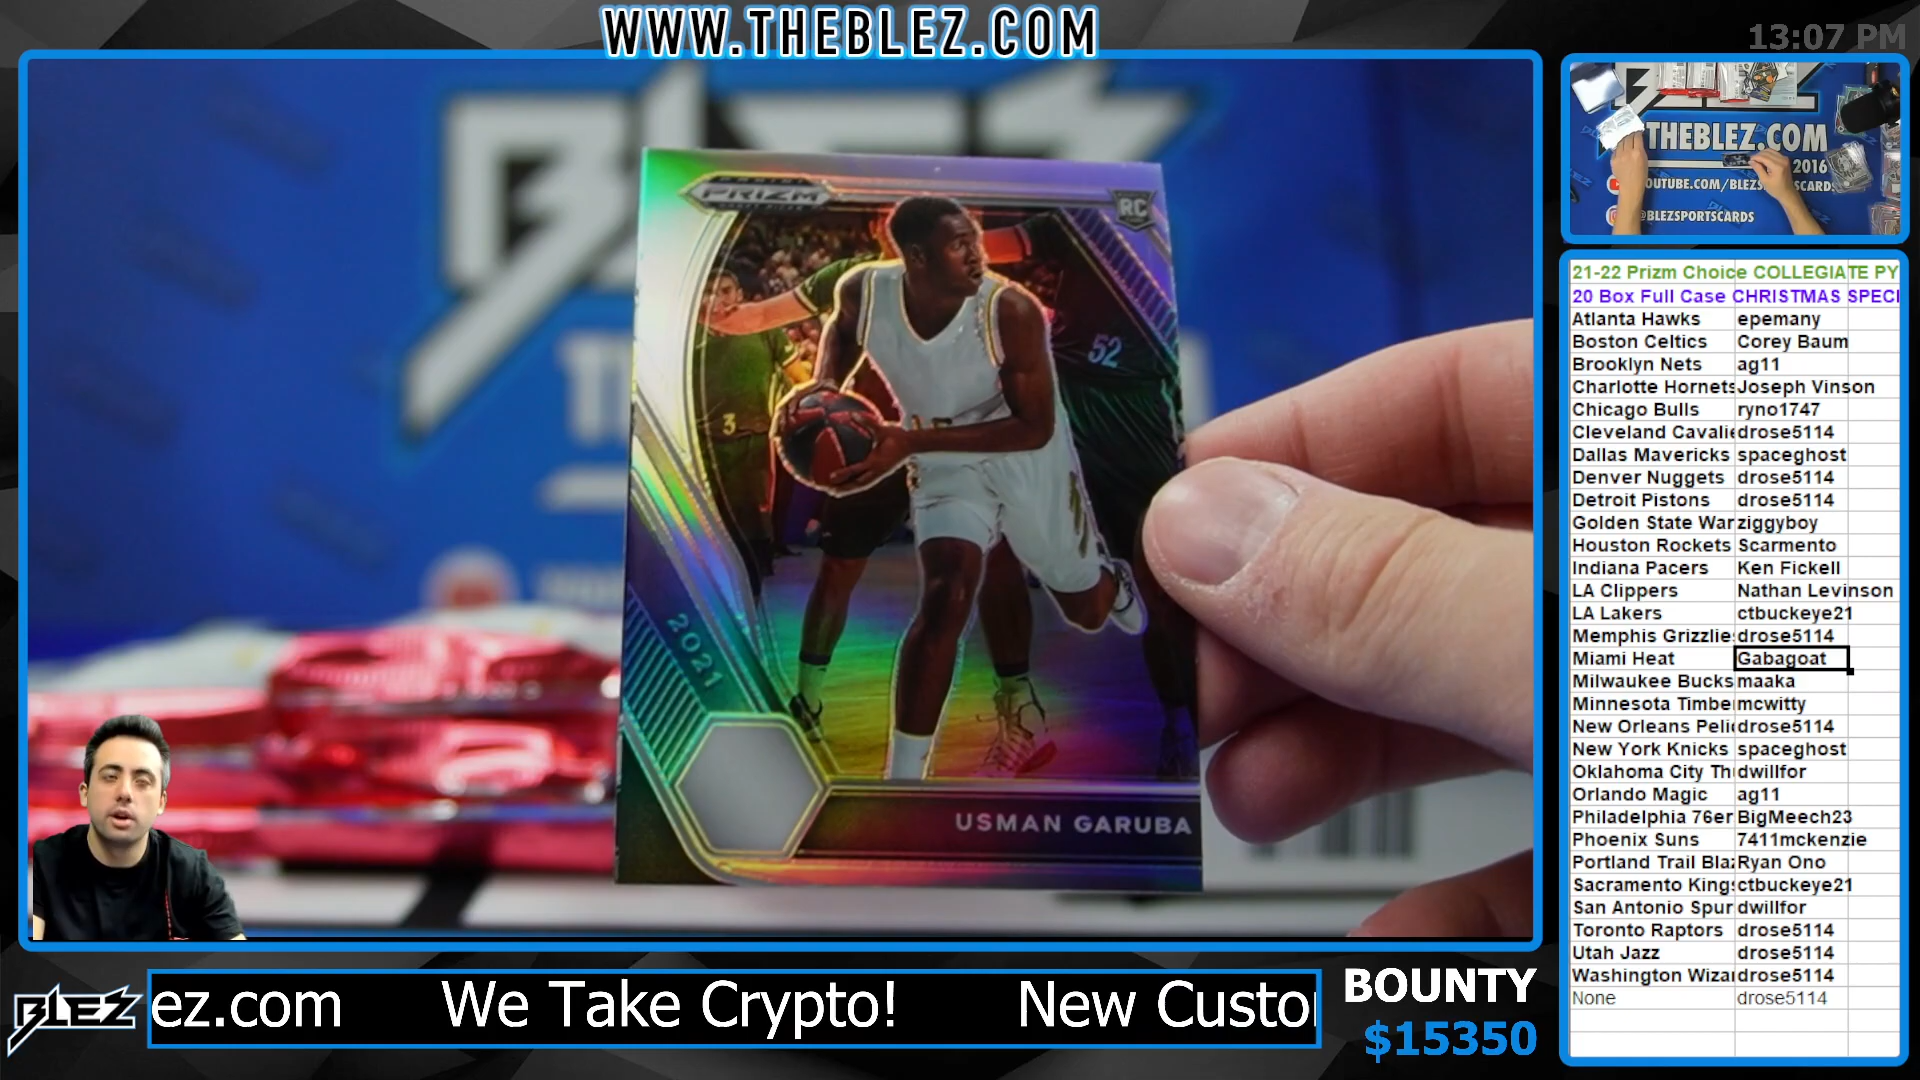 WWW.THEBLEZ.COM
13:07 PM
BLEZ
PRIZM
RC
52
3
2021
USMAN GARUBA
THEBLEZ.COM
2016
OUTUBE.COM/BLEZSPORTSCARDS
@BLEZSPORTSCARDS
21-22 Prizm Choice COLLEGIATE PY
20 Box Full Case CHRISTMAS SPECI
Atlanta Hawks epemany
Boston Celtics Corey Baum
Brooklyn Nets ag11
Charlotte Hornets Joseph Vinson
Chicago Bulls ryno1747
Cleveland Cavalie drose5114
Dallas Mavericks spaceghost
Denver Nuggets drose5114
Detroit Pistons drose5114
Golden State War ziggyboy
Houston Rockets Scarmento
Indiana Pacers Ken Fickell
LA Clippers Nathan Levinson
LA Lakers ctbuckeye21
Memphis Grizzlies drose5114
Miami Heat Gabagoat
Milwaukee Bucks maaka
Minnesota Timbe mcwitty
New Orleans Peli drose5114
New York Knicks spaceghost
Oklahoma City Th dwillfor
Orlando Magic ag11
Philadelphia 76er BigMeech23
Phoenix Suns 7411mckenzie
Portland Trail Blaz Ryan Ono
Sacramento Kings ctbuckeye21
San Antonio Spur dwillfor
Toronto Raptors drose5114
Utah Jazz drose5114
Washington Wizar drose5114
None drose5114
BLEZ
ez.com We Take Crypto! New Custo
BOUNTY
$15350